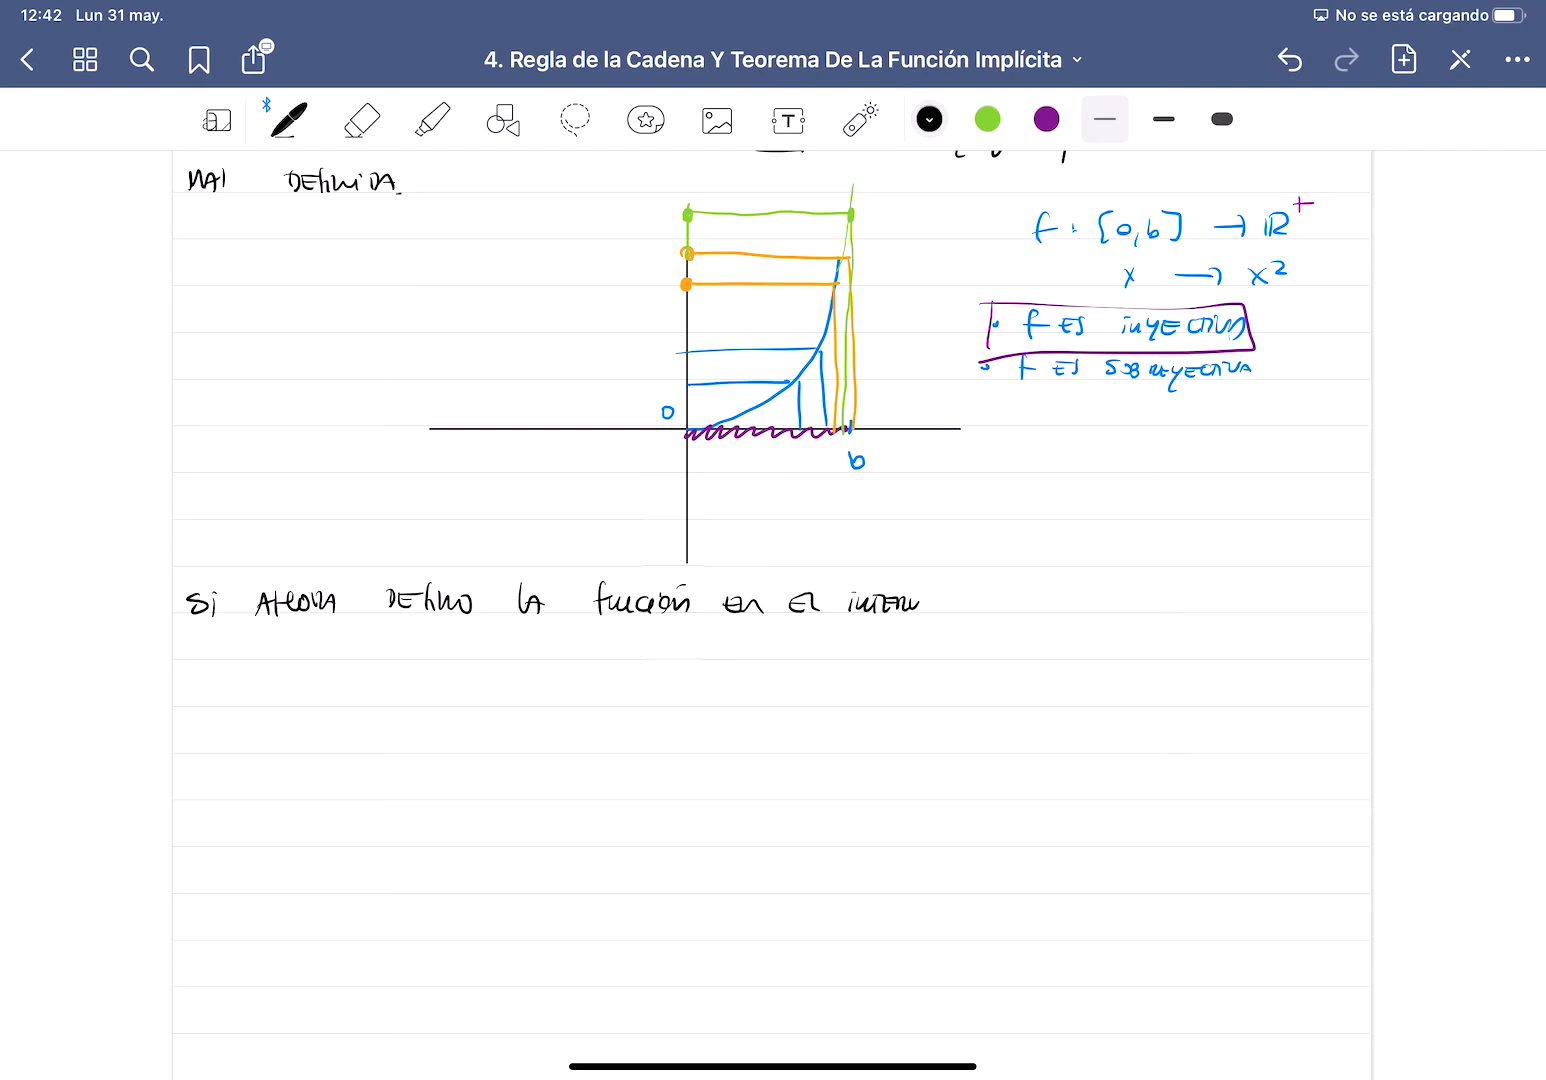 12:42 Lun 31 may. No se está cargando
4. Regla de la Cadena Y Teorema De La Función Implícita
T
MAl DEfiniDA.
f : [0,b] → ℝ⁺
x → x²
• f ES inyECTIVA
• f ES SOBREyECTIVA
0
b
Si AHORA DEfino LA función En El inTERV